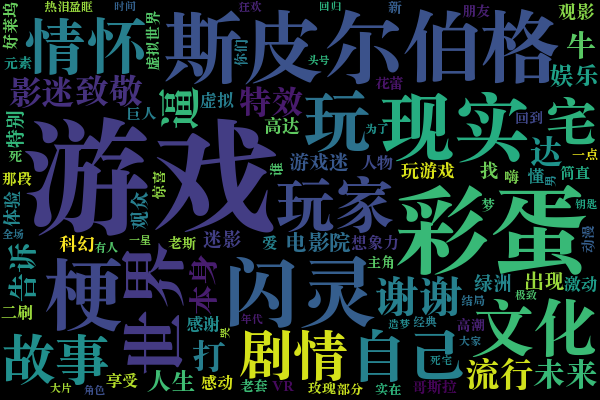 热泪盈眶 时间 狂欢 回归 新 朋友 观影
好莱坞 情怀 虚拟世界 斯皮尔伯格 牛
元素 你们 头号 娱乐
影迷 致敬 逼 虚拟 特效 花蕾
巨人 高达 玩 现实 宅
特别 为了 回到 达
死 游戏 谁 游戏迷 人物 玩游戏 找 嗨 懂 简直 一点
那段 惊喜 玩家 彩蛋 梦 男 钥匙
体验 观众
全场 科幻 有人 一星 老斯 迷影 爱 电影院 想象力 动漫
告诉 梗 世界 本身 闪灵 主角 绿洲 出现 激动
谢谢 结局 极致
二刷 感谢 年代 造梦 经典 高潮 文化
故事 打 哭 剧情 自己 大家
死宅 流行 未来
大片 角色 享受 人生 感动 老套 VR 玫瑰 部分 实在 哥斯拉